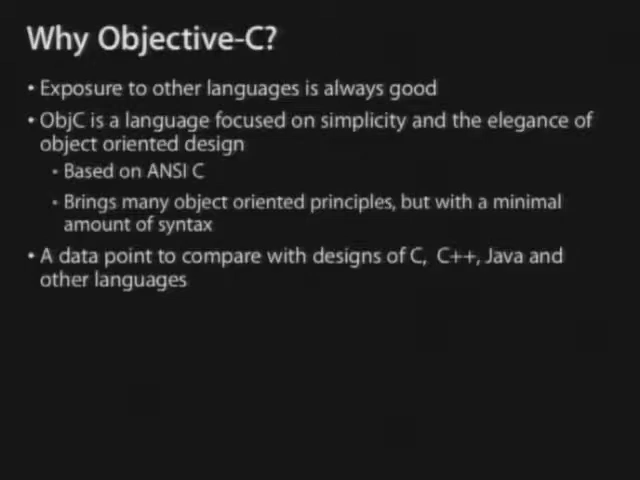 Why Objective-C?
• Exposure to other languages is always good
• ObjC is a language focused on simplicity and the elegance of
object oriented design
• Based on ANSI C
• Brings many object oriented principles, but with a minimal
amount of syntax
• A data point to compare with designs of C, C++, Java and
other languages